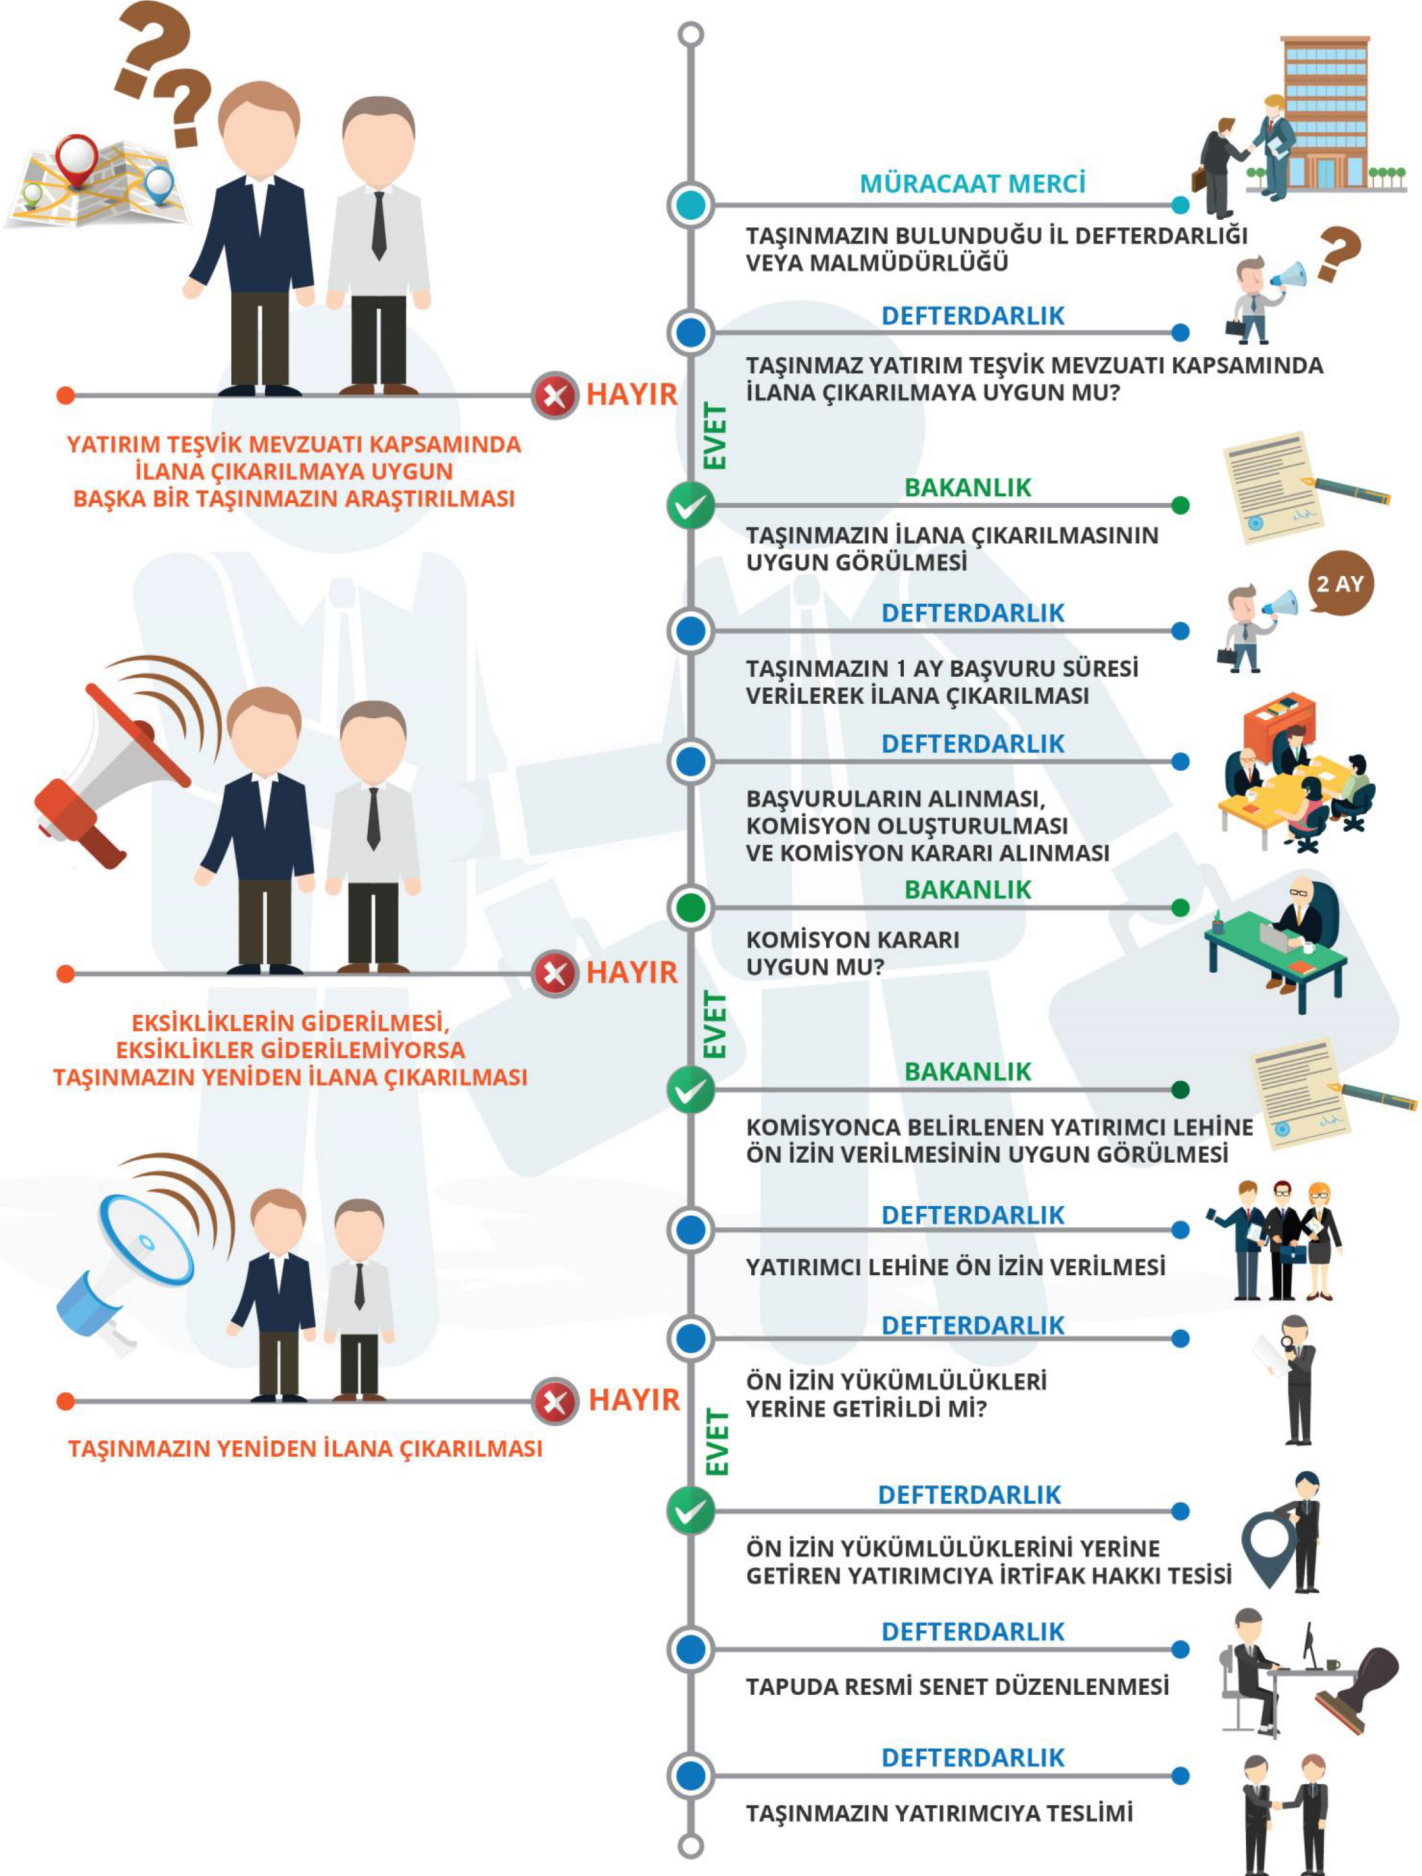 MÜRACAAT MERCİ
TAŞINMAZIN BULUNDUĞU İL DEFTERDARLIĞI
VEYA MALMÜDÜRLÜĞÜ
DEFTERDARLIK
TAŞINMAZ YATIRIM TEŞVİK MEVZUATI KAPSAMINDA
İLANA ÇIKARILMAYA UYGUN MU?
HAYIR
YATIRIM TEŞVİK MEVZUATI KAPSAMINDA
İLANA ÇIKARILMAYA UYGUN
BAŞKA BİR TAŞINMAZIN ARAŞTIRILMASI
EVET
BAKANLIK
TAŞINMAZIN İLANA ÇIKARILMASININ
UYGUN GÖRÜLMESİ
DEFTERDARLIK
2 AY
TAŞINMAZIN 1 AY BAŞVURU SÜRESİ
VERİLEREK İLANA ÇIKARILMASI
DEFTERDARLIK
BAŞVURULARIN ALINMASI,
KOMİSYON OLUŞTURULMASI
VE KOMİSYON KARARI ALINMASI
BAKANLIK
KOMİSYON KARARI
UYGUN MU?
HAYIR
EKSİKLİKLERİN GİDERİLMESİ,
EKSİKLİKLER GİDERİLEMİYORSA
TAŞINMAZIN YENİDEN İLANA ÇIKARILMASI
EVET
BAKANLIK
KOMİSYONCA BELİRLENEN YATIRIMCI LEHİNE
ÖN İZİN VERİLMESİNİN UYGUN GÖRÜLMESİ
DEFTERDARLIK
YATIRIMCI LEHİNE ÖN İZİN VERİLMESİ
DEFTERDARLIK
ÖN İZİN YÜKÜMLÜLÜKLERİ
YERİNE GETİRİLDİ Mİ?
HAYIR
TAŞINMAZIN YENİDEN İLANA ÇIKARILMASI
EVET
DEFTERDARLIK
ÖN İZİN YÜKÜMLÜLÜKLERİNİ YERİNE
GETİREN YATIRIMCIYA İRTİFAK HAKKI TESİSİ
DEFTERDARLIK
TAPUDA RESMİ SENET DÜZENLENMESİ
DEFTERDARLIK
TAŞINMAZIN YATIRIMCIYA TESLİMİ